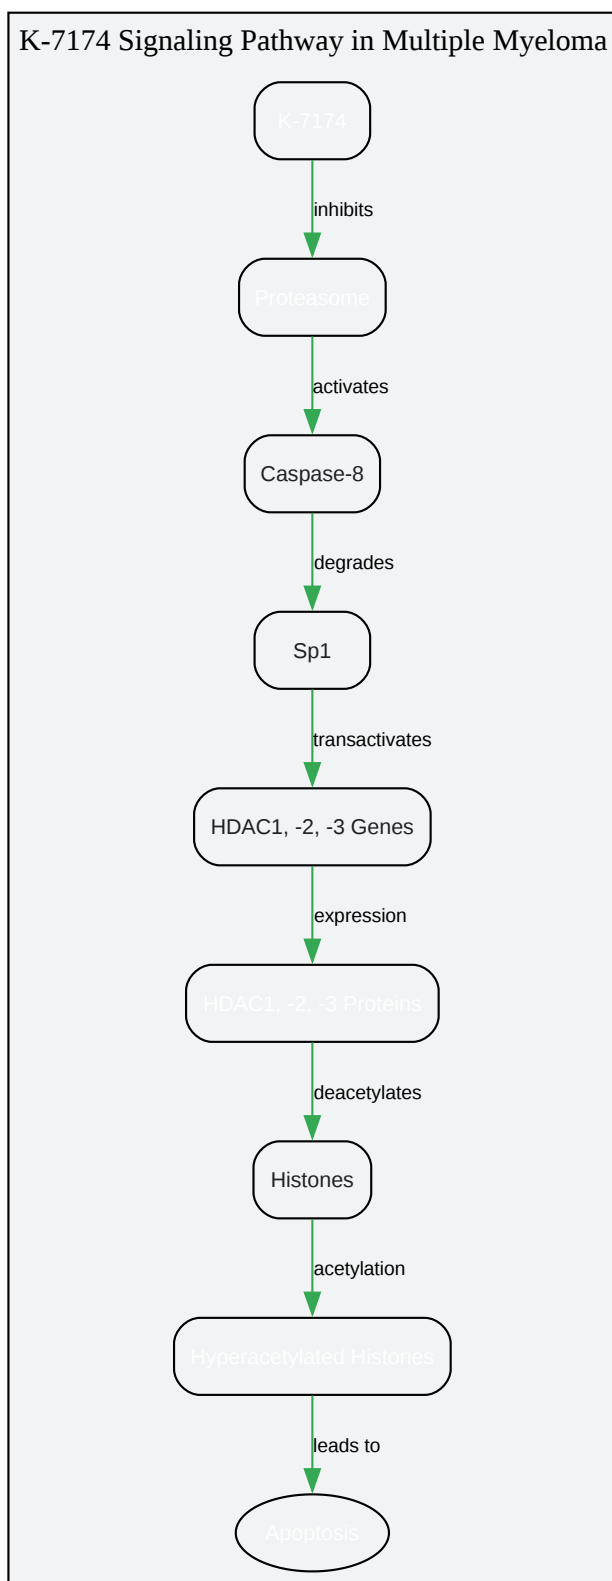 K-7174 Signaling Pathway in Multiple Myeloma
K-7174
inhibits
Proteasome
activates
Caspase-8
degrades
Sp1
transactivates
HDAC1, -2, -3 Genes
expression
HDAC1, -2, -3 Proteins
deacetylates
Histones
acetylation
Hyperacetylated Histones
leads to
Apoptosis